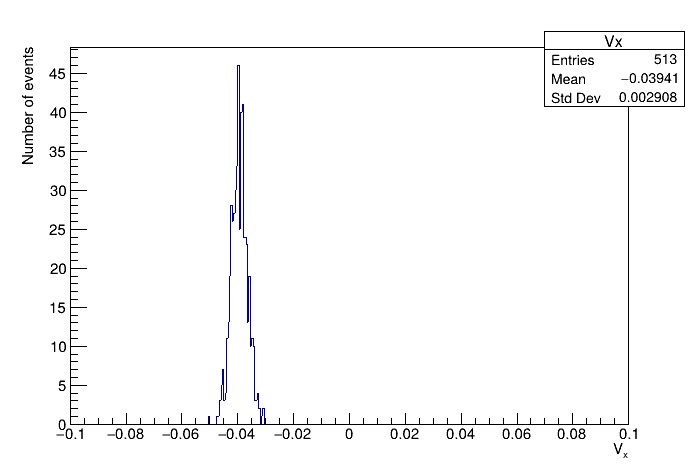 Vx
Entries 513
Mean −0.03941
Std Dev 0.002908
Number of events
45
40
35
30
25
20
15
10
5
0
−0.1 −0.08 −0.06 −0.04 −0.02 0 0.02 0.04 0.06 0.08 0.1
Vx